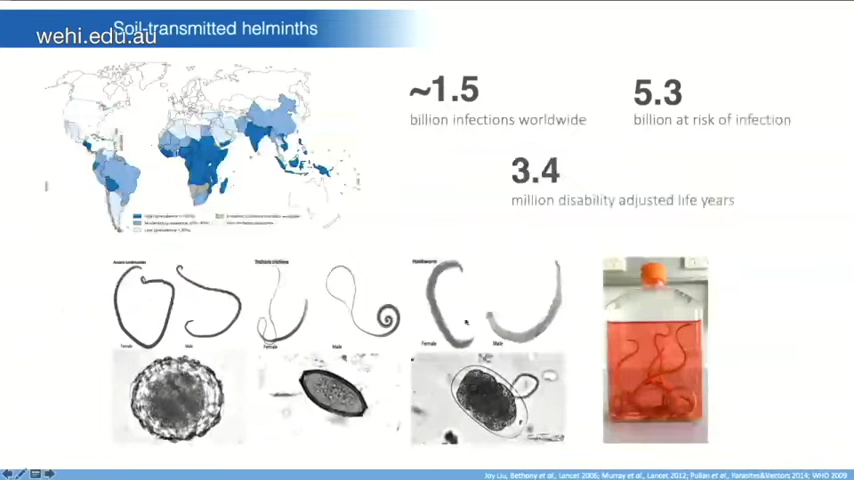 Soil-transmitted helminths
wehi.edu.au
~1.5
billion infections worldwide
5.3
billion at risk of infection
3.4
million disability adjusted life years
Female
Male
Female
Male
Hookworms
Female
Male
Joy Liu, Bethony et al., Lancet 2006; Murray et al., Lancet 2012; Pullan et al., Parasites&Vectors 2014; WHO 2009